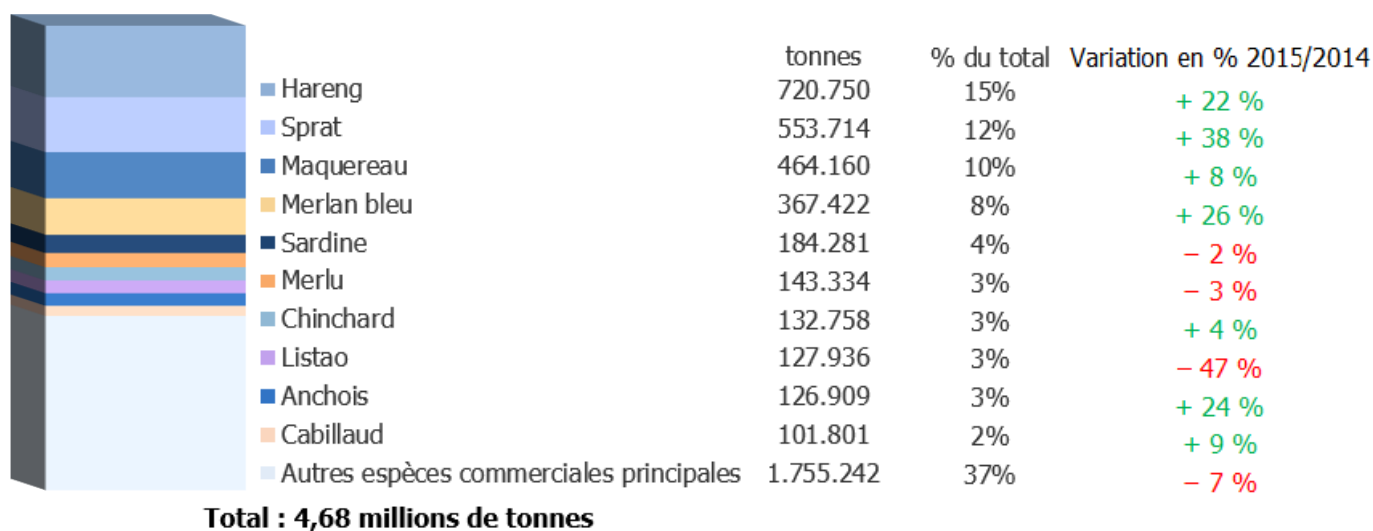 tonnes % du total Variation en % 2015/2014
Hareng 720.750 15% + 22 %
Sprat 553.714 12% + 38 %
Maquereau 464.160 10% + 8 %
Merlan bleu 367.422 8% + 26 %
Sardine 184.281 4% – 2 %
Merlu 143.334 3% – 3 %
Chinchard 132.758 3% + 4 %
Listao 127.936 3% – 47 %
Anchois 126.909 3% + 24 %
Cabillaud 101.801 2% + 9 %
Autres espèces commerciales principales 1.755.242 37% – 7 %
Total : 4,68 millions de tonnes